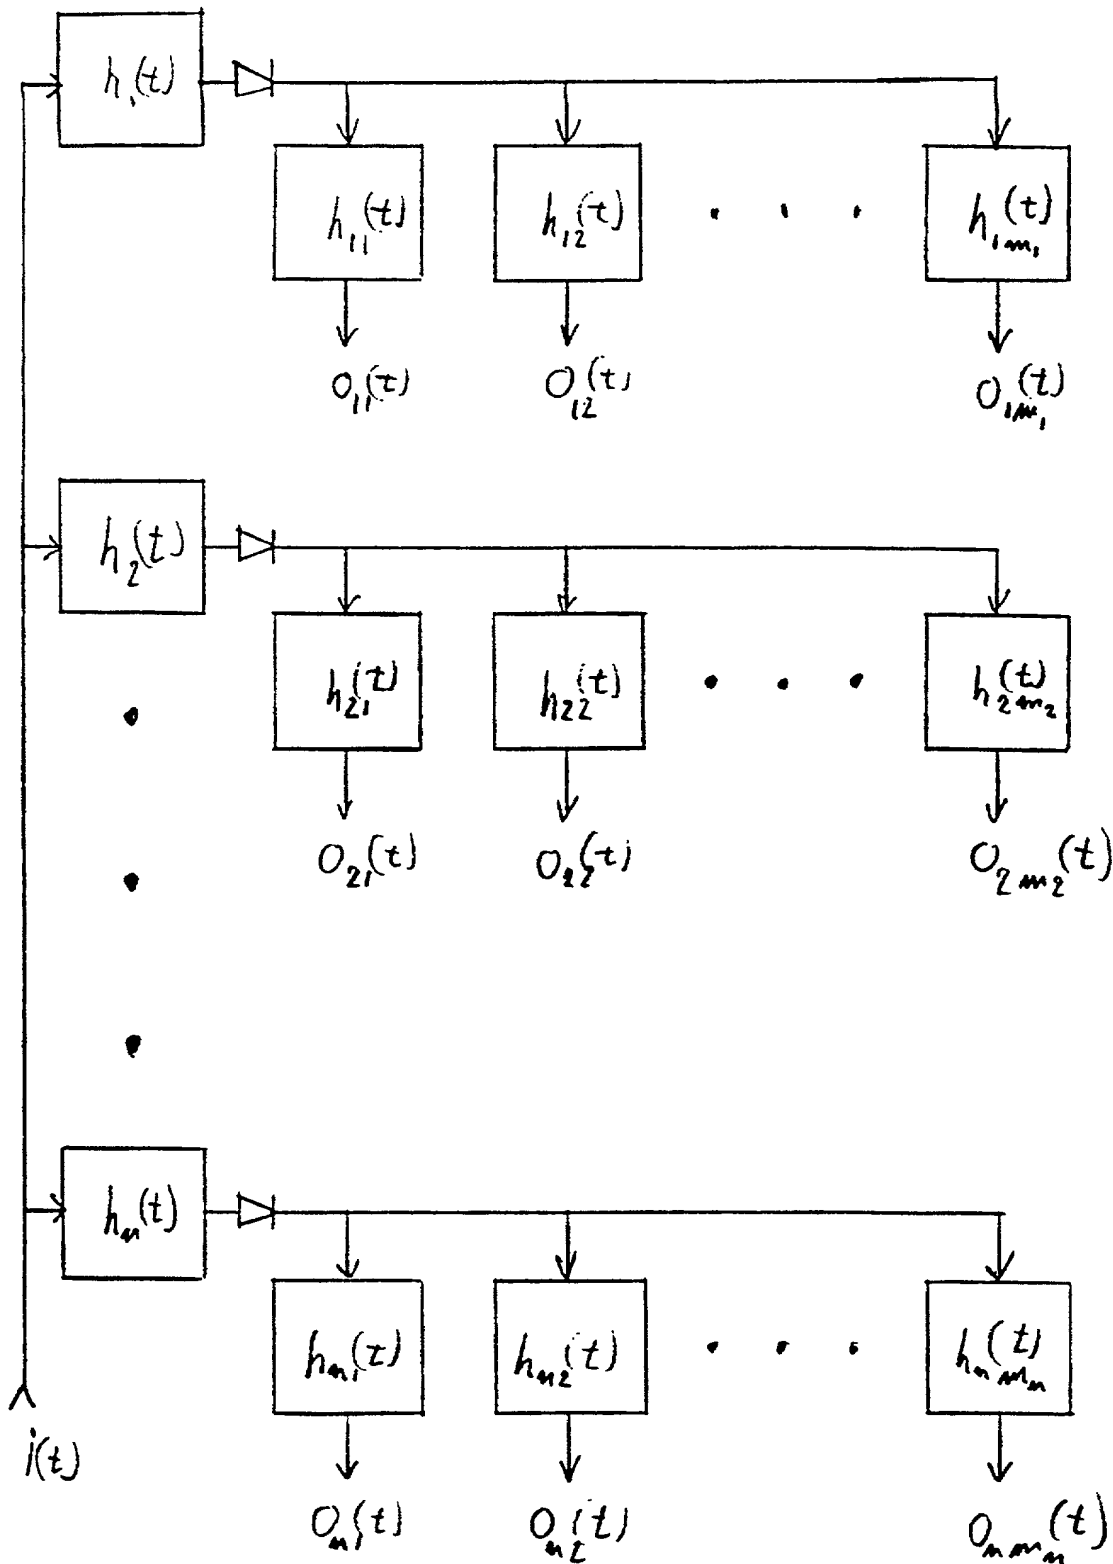 h₁(t)
h₁₁(t) h₁₂(t) . . . h₁ₘ₁(t)
O₁₁(t) O₁₂(t) O₁ₘ₁(t)
h₂(t)
h₂₁(t) h₂₂(t) . . . h₂ₘ₂(t)
O₂₁(t) O₂₂(t) O₂ₘ₂(t)
hₙ(t)
hₙ₁(t) hₙ₂(t) . . . hₙₘₙ(t)
i(t)
Oₙ₁(t) Oₙ₂(t) Oₙₘₙ(t)